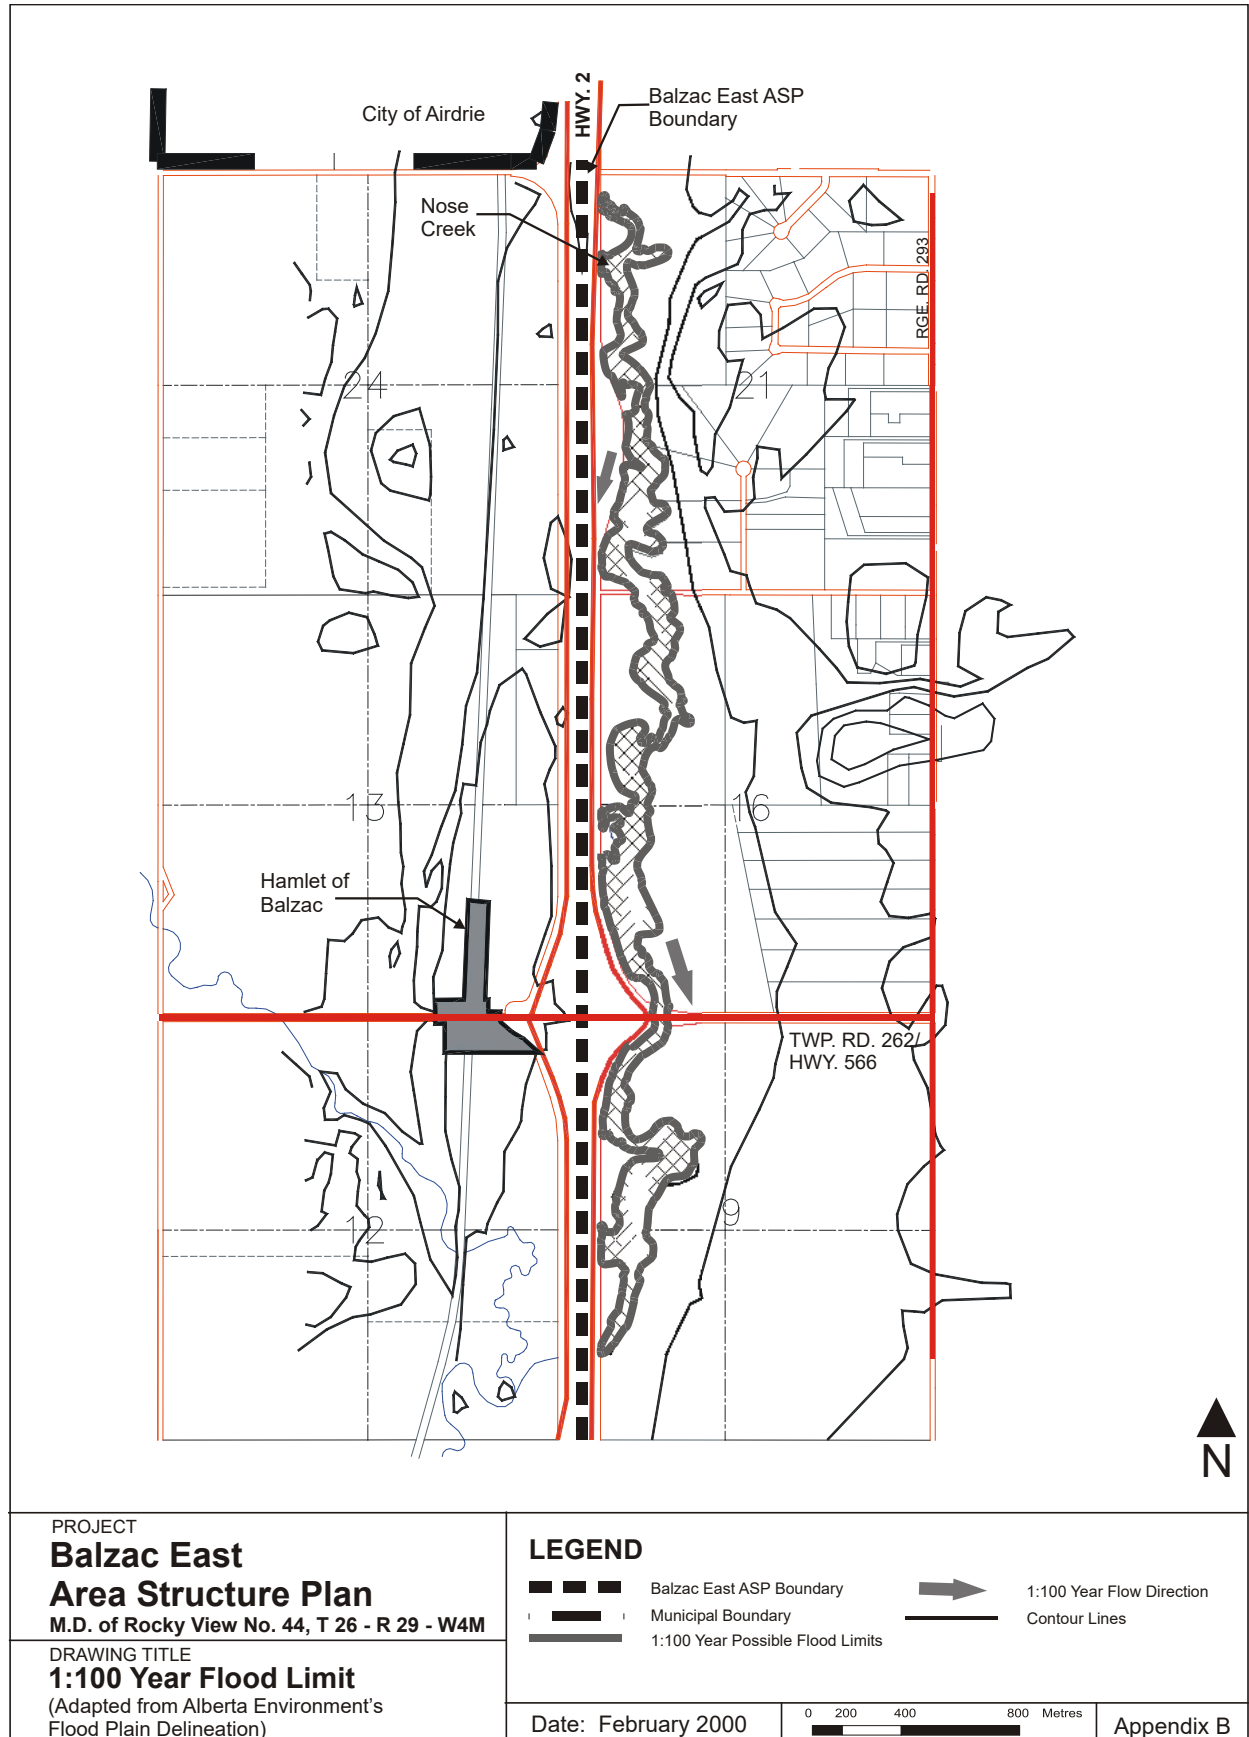 City of Airdrie
HWY. 2
Balzac East ASP
Boundary
Nose
Creek
RGE. RD. 293
24
21
13
16
Hamlet of
Balzac
TWP. RD. 262/
HWY. 566
12
9
N
PROJECT
Balzac East
Area Structure Plan
M.D. of Rocky View No. 44, T 26 - R 29 - W4M
DRAWING TITLE
1:100 Year Flood Limit
(Adapted from Alberta Environment's
Flood Plain Delineation)
LEGEND
Balzac East ASP Boundary
Municipal Boundary
1:100 Year Possible Flood Limits
1:100 Year Flow Direction
Contour Lines
Date: February 2000
0 200 400 800 Metres
Appendix B